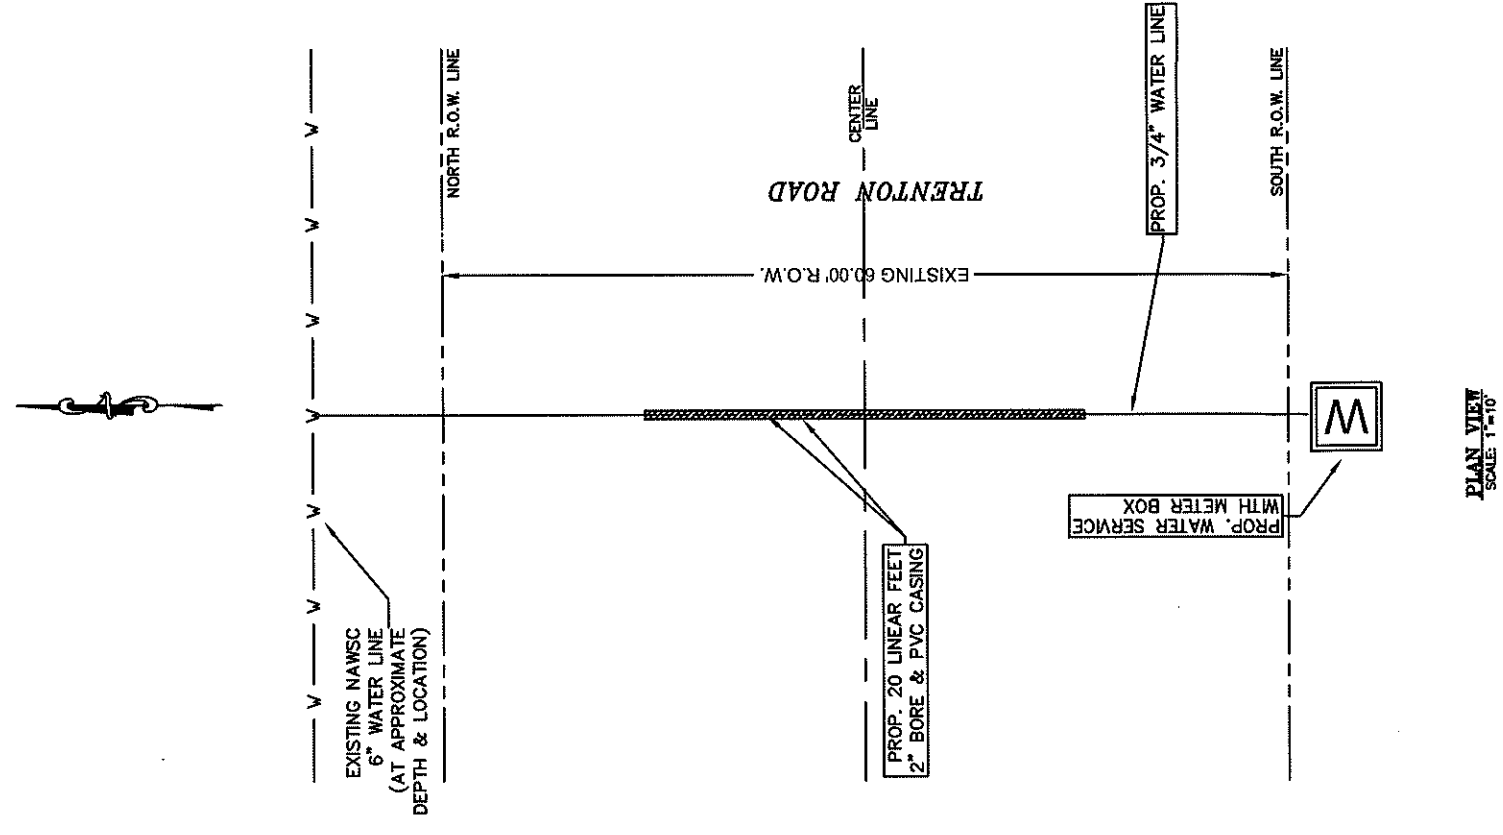 W
W
W
W
W
W
W
EXISTING NAWSC
6" WATER LINE
(AT APPROXIMATE
DEPTH & LOCATION)
NORTH R.O.W. LINE
CENTER
LINE
TRENTON ROAD
EXISTING 60.00' R.O.W.
PROP. 3/4" WATER LINE
SOUTH R.O.W. LINE
PROP. 20 LINEAR FEET
2" BORE & PVC CASING
PROP. WATER SERVICE
WITH METER BOX
W
PLAN VIEW
SCALE: 1"=10'